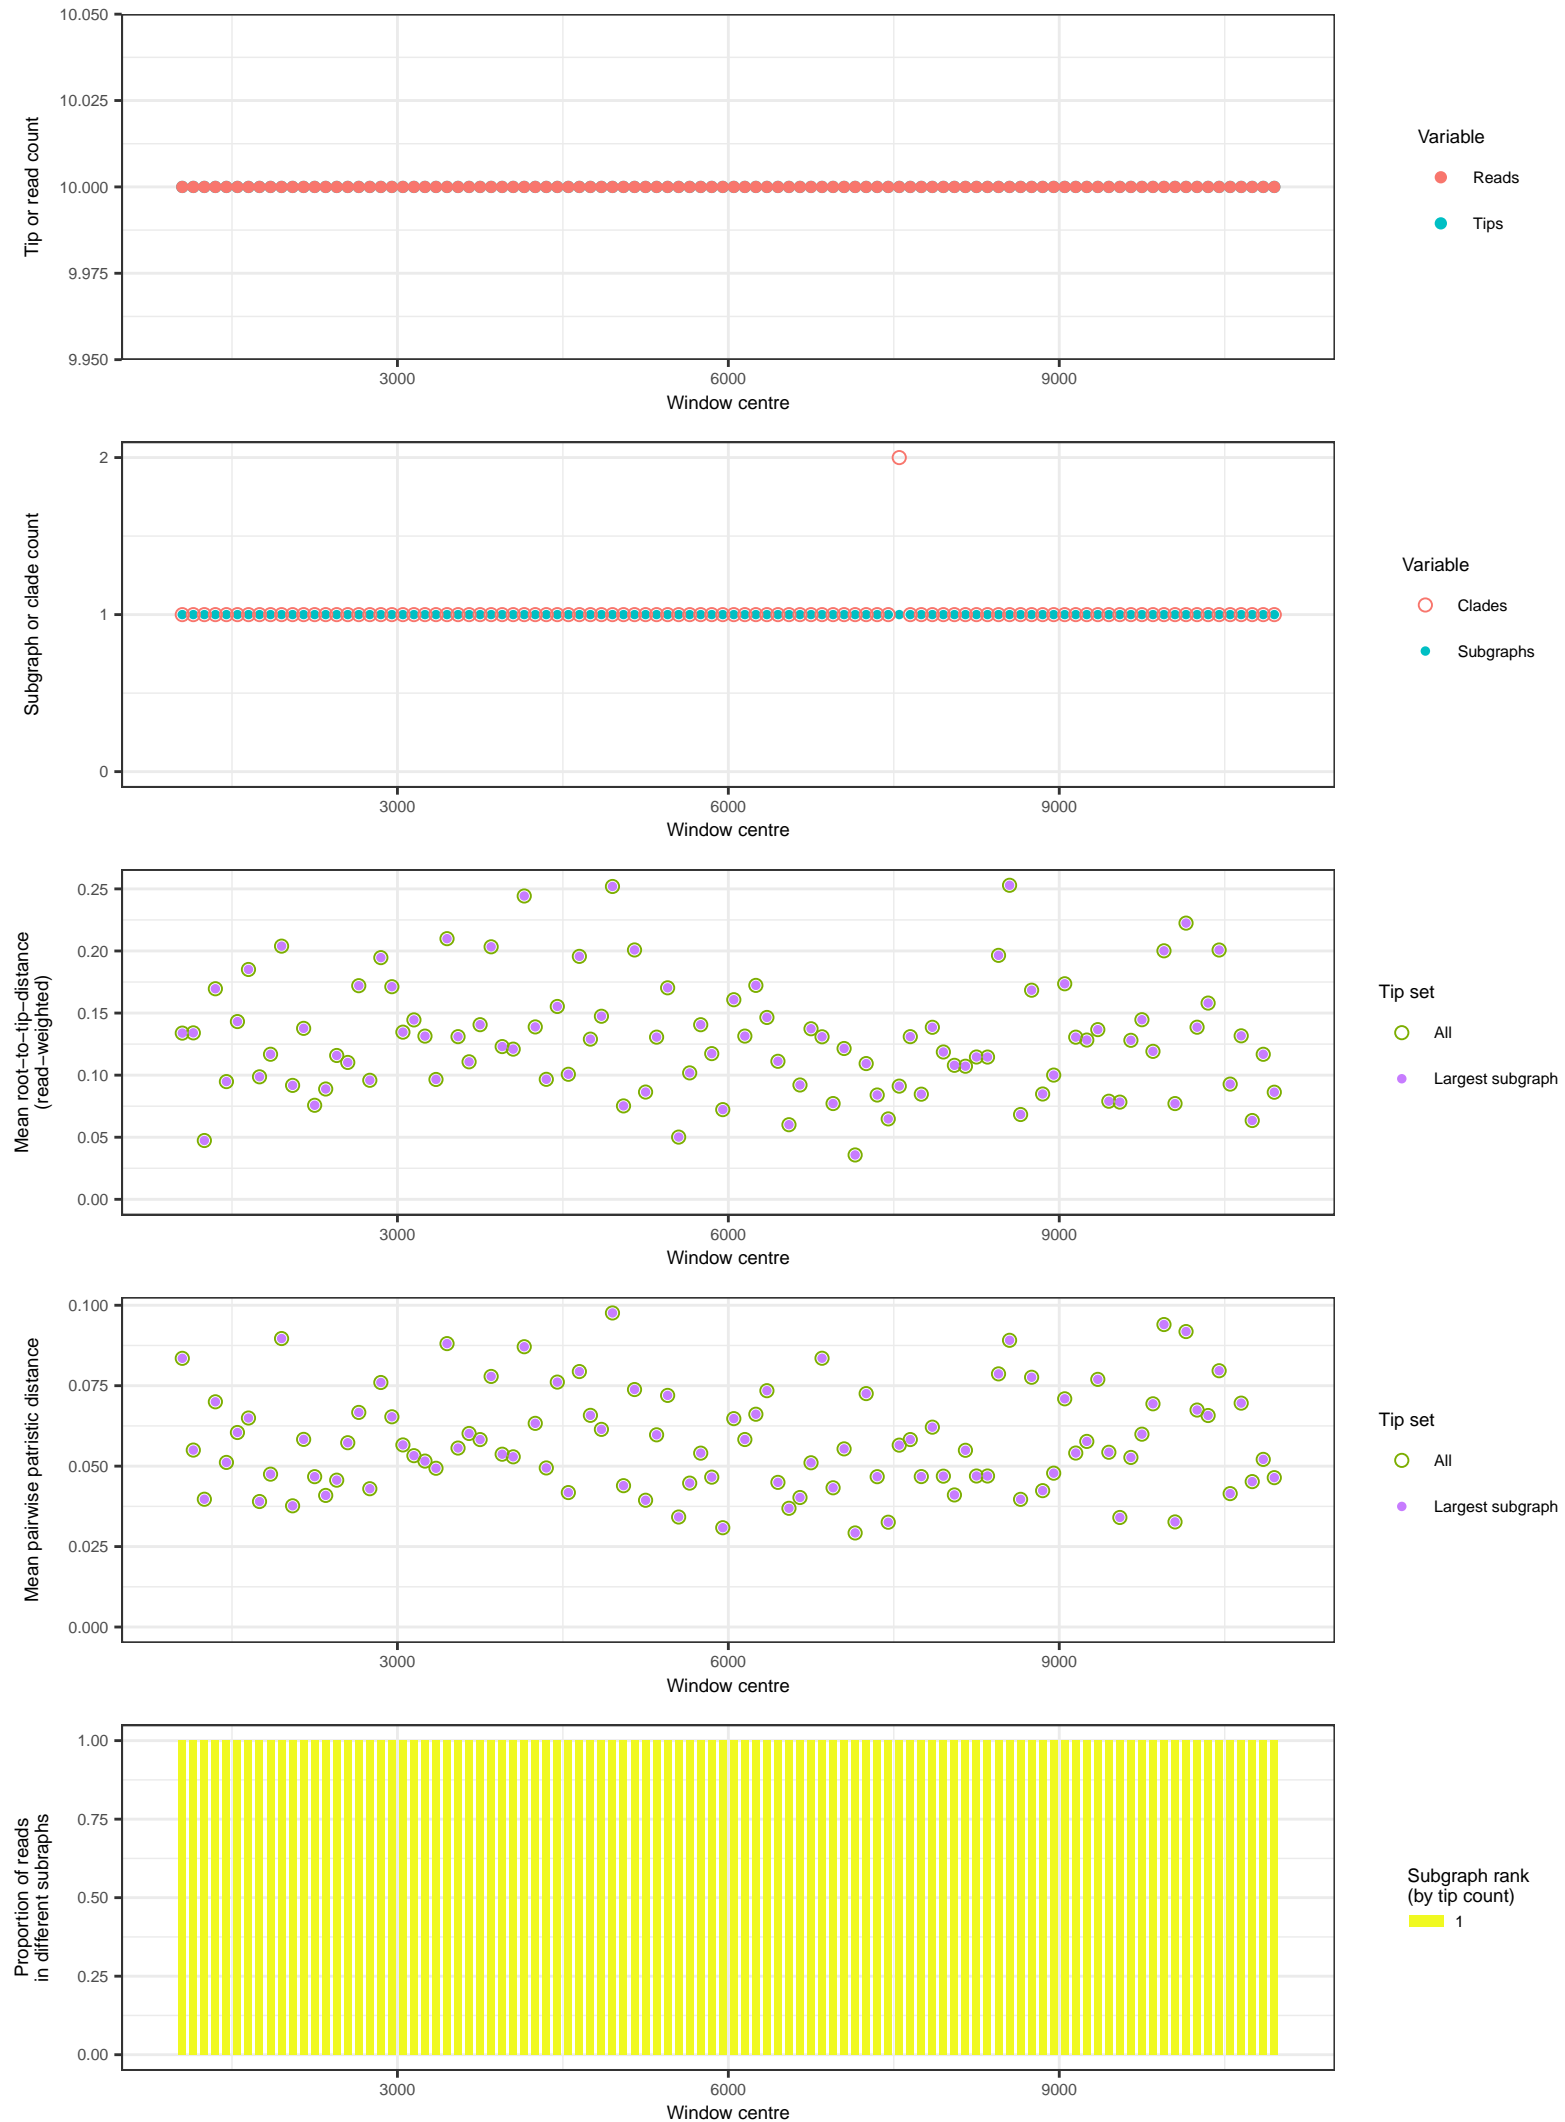 10.050
10.025
10.000
9.975
9.950
Tip or read count
3000
6000
9000
Window centre
Variable
Reads
Tips
2
1
0
Subgraph or clade count
3000
6000
9000
Window centre
Variable
Clades
Subgraphs
0.25
0.20
0.15
0.10
0.05
0.00
Mean root−to−tip−distance
(read−weighted)
3000
6000
9000
Window centre
Tip set
All
Largest subgraph
0.100
0.075
0.050
0.025
0.000
Mean pairwise patristic distance
3000
6000
9000
Window centre
Tip set
All
Largest subgraph
1.00
0.75
0.50
0.25
0.00
Proportion of reads
in different subraphs
3000
6000
9000
Window centre
Subgraph rank
(by tip count)
1